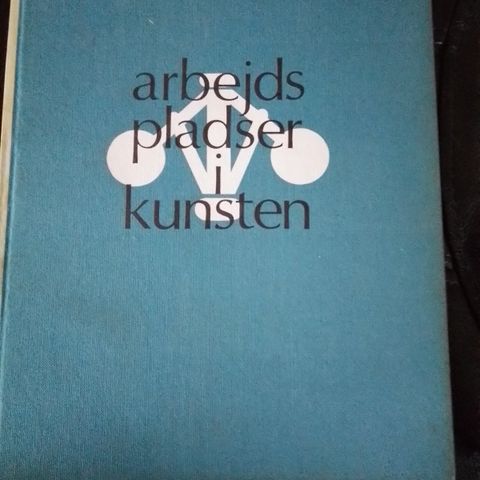 arbejds
pladser
i
kunsten